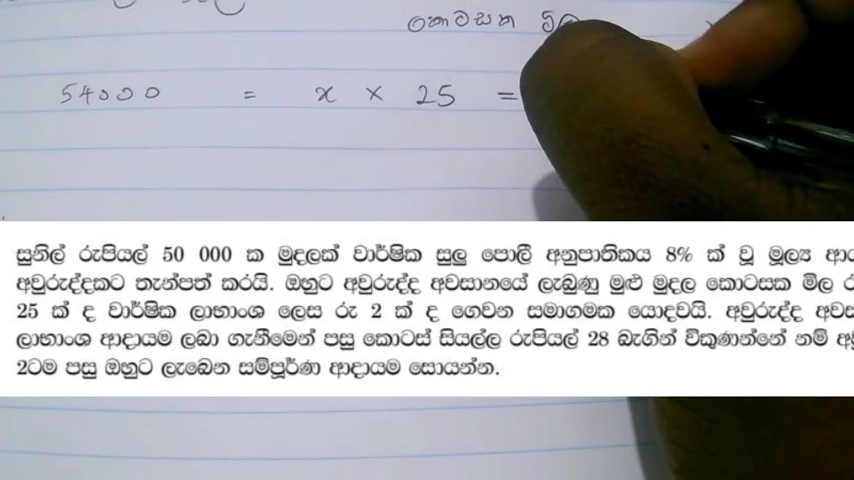 කොටසක මිල
54000 = x × 25 =
සුනිල් රුපියල් 50 000 ක මුදලක් වාර්ෂික සුලු පොලී අනුපාතිකය 8% ක් වූ මූල්‍ය
අවුරුද්දකට තැන්පත් කරයි. ඔහුට අවුරුද්ද අවසානයේ ලැබුණු මුළු මුදල කොටසක මිල
25 ක් ද වාර්ෂික ලාභාංශ ලෙස රු 2 ක් ද ගෙවන සමාගමක යොදවයි. අවුරුද්ද
ලාභාංශ ආදායම ලබා ගැනීමෙන් පසු කොටස් සියල්ල රුපියල් 28 බැගින් විකුණන්නේ නම්
2ටම පසු ඔහුට ලැබෙන සම්පූර්ණ ආදායම සොයන්න.